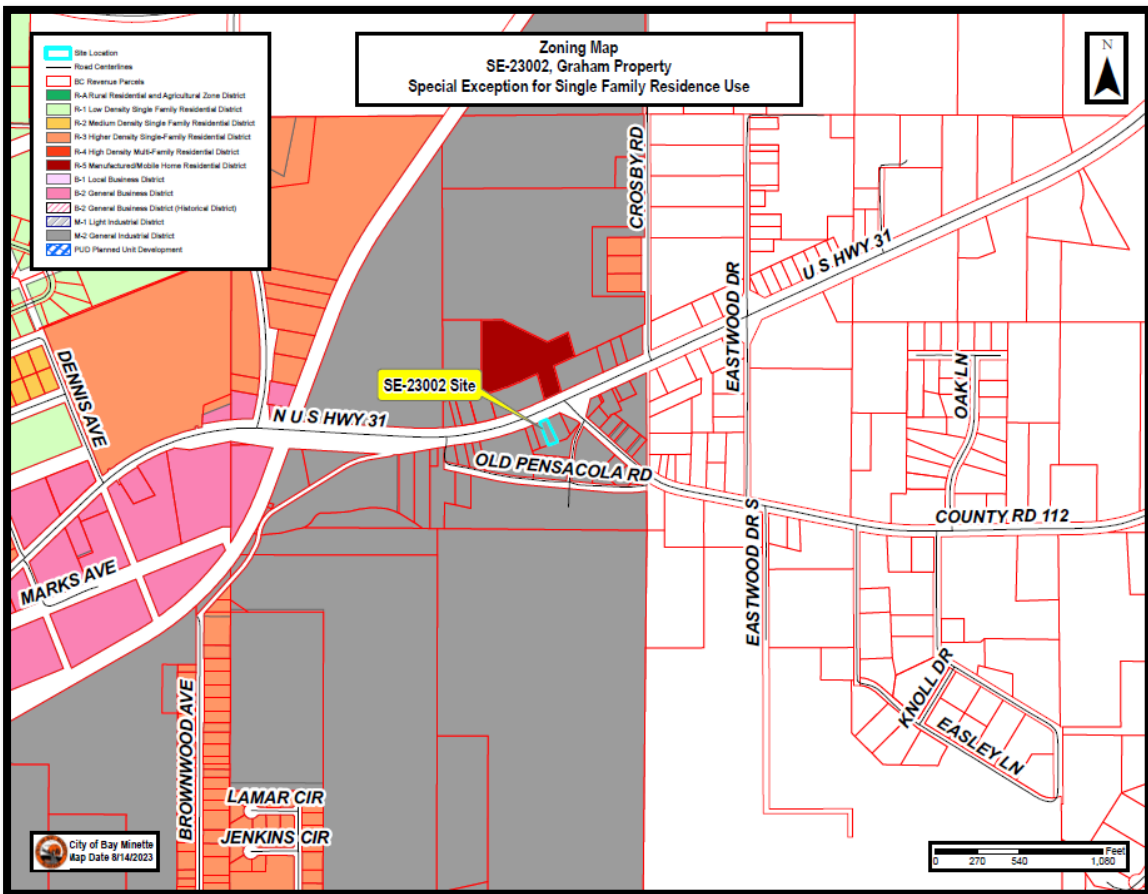 Zoning Map
SE-23002, Graham Property
Special Exception for Single Family Residence Use
N
Site Location
Road Centerlines
BC Revenue Parcels
R-A Rural Residential and Agricultural Zone District
R-1 Low Density Single Family Residential District
R-2 Medium Density Single Family Residential District
R-3 Higher Density Single-Family Residential District
R-4 High Density Multi-Family Residential District
R-5 Manufactured/Mobile Home Residential District
B-1 Local Business District
B-2 General Business District
B-2 General Business District (Historical District)
M-1 Light Industrial District
M-2 General Industrial District
PUD Planned Unit Development
CROSBY RD
EASTWOOD DR
U S HWY 31
DENNIS AVE
SE-23002 Site
OAK LN
N U S HWY 31
OLD PENSACOLA RD
COUNTY RD 112
MARKS AVE
EASTWOOD DR S
BROWNWOOD AVE
KNOLL DR
EASLEY LN
LAMAR CIR
JENKINS CIR
City of Bay Minette
Map Date 8/14/2023
Feet
0 270 540 1,080